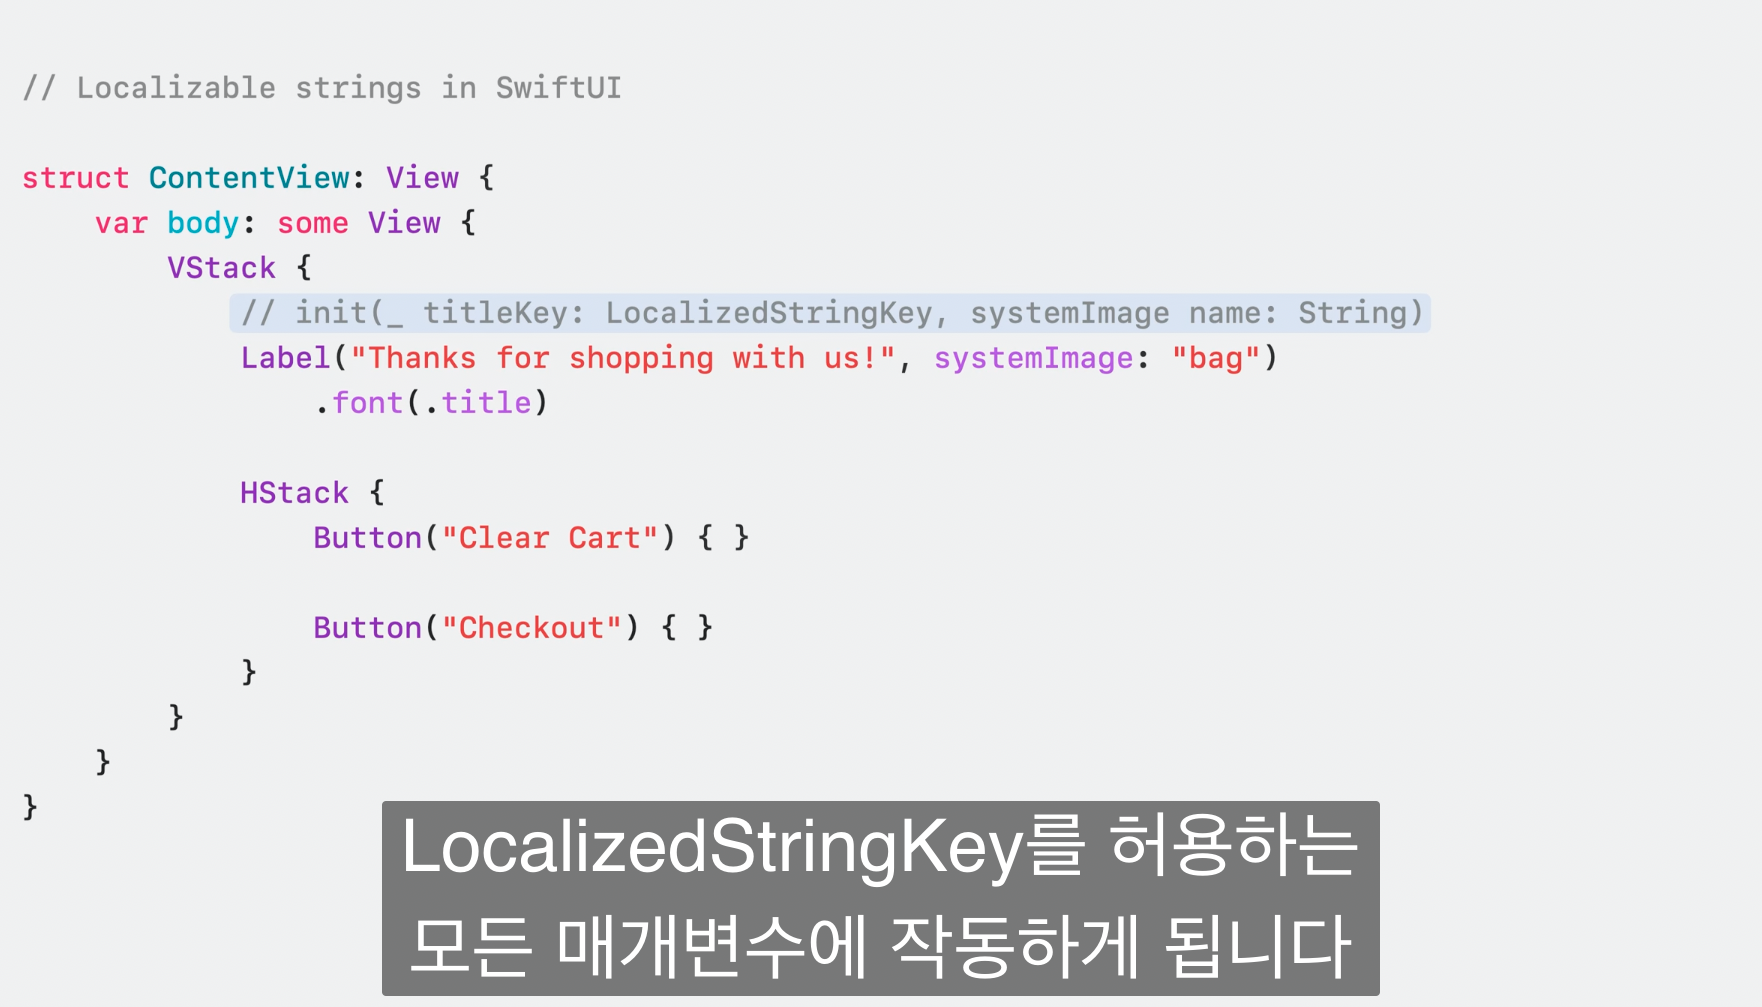 // Localizable strings in SwiftUI
struct ContentView: View {
var body: some View {
VStack {
// init(_ titleKey: LocalizedStringKey, systemImage name: String)
Label("Thanks for shopping with us!", systemImage: "bag")
.font(.title)
HStack {
Button("Clear Cart") { }
Button("Checkout") { }
}
}
}
}
LocalizedStringKey를 허용하는
모든 매개변수에 작동하게 됩니다